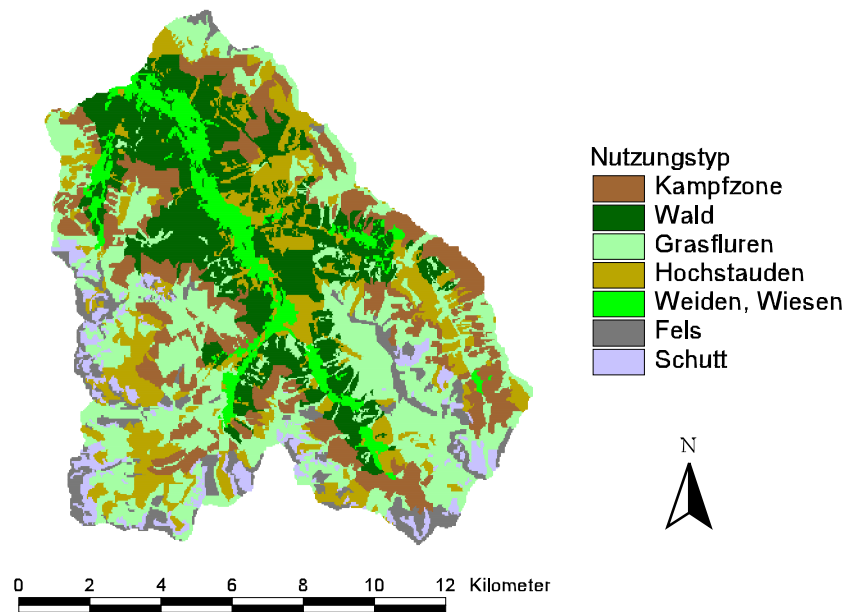 Nutzungstyp
Kampfzone
Wald
Grasfluren
Hochstauden
Weiden, Wiesen
Fels
Schutt
N
0 2 4 6 8 10 12 Kilometer